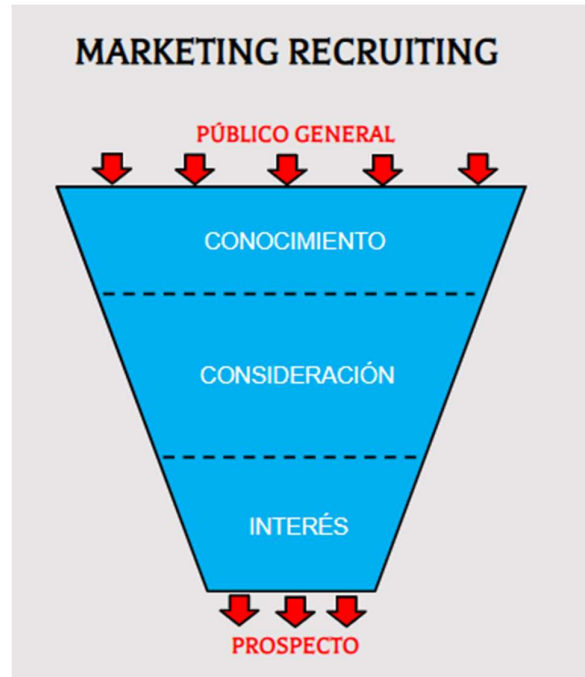 MARKETING RECRUITING
PÚBLICO GENERAL
CONOCIMIENTO
CONSIDERACIÓN
INTERÉS
PROSPECTO